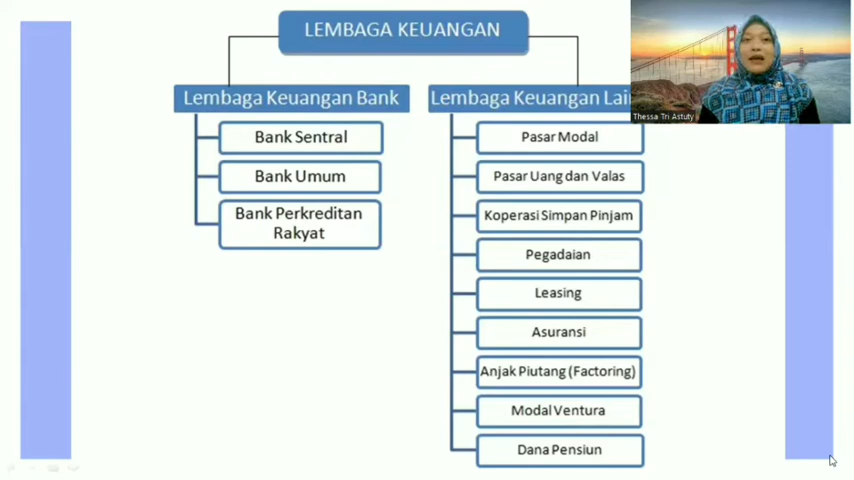 LEMBAGA KEUANGAN
Lembaga Keuangan Bank
Bank Sentral
Bank Umum
Bank Perkreditan
Rakyat
Lembaga Keuangan
Pasar Modal
Pasar Uang dan Valas
Koperasi Simpan Pinjam
Pegadaian
Leasing
Asuransi
Anjak Piutang (Factoring)
Modal Ventura
Dana Pensiun
Thessa Tri Astuty